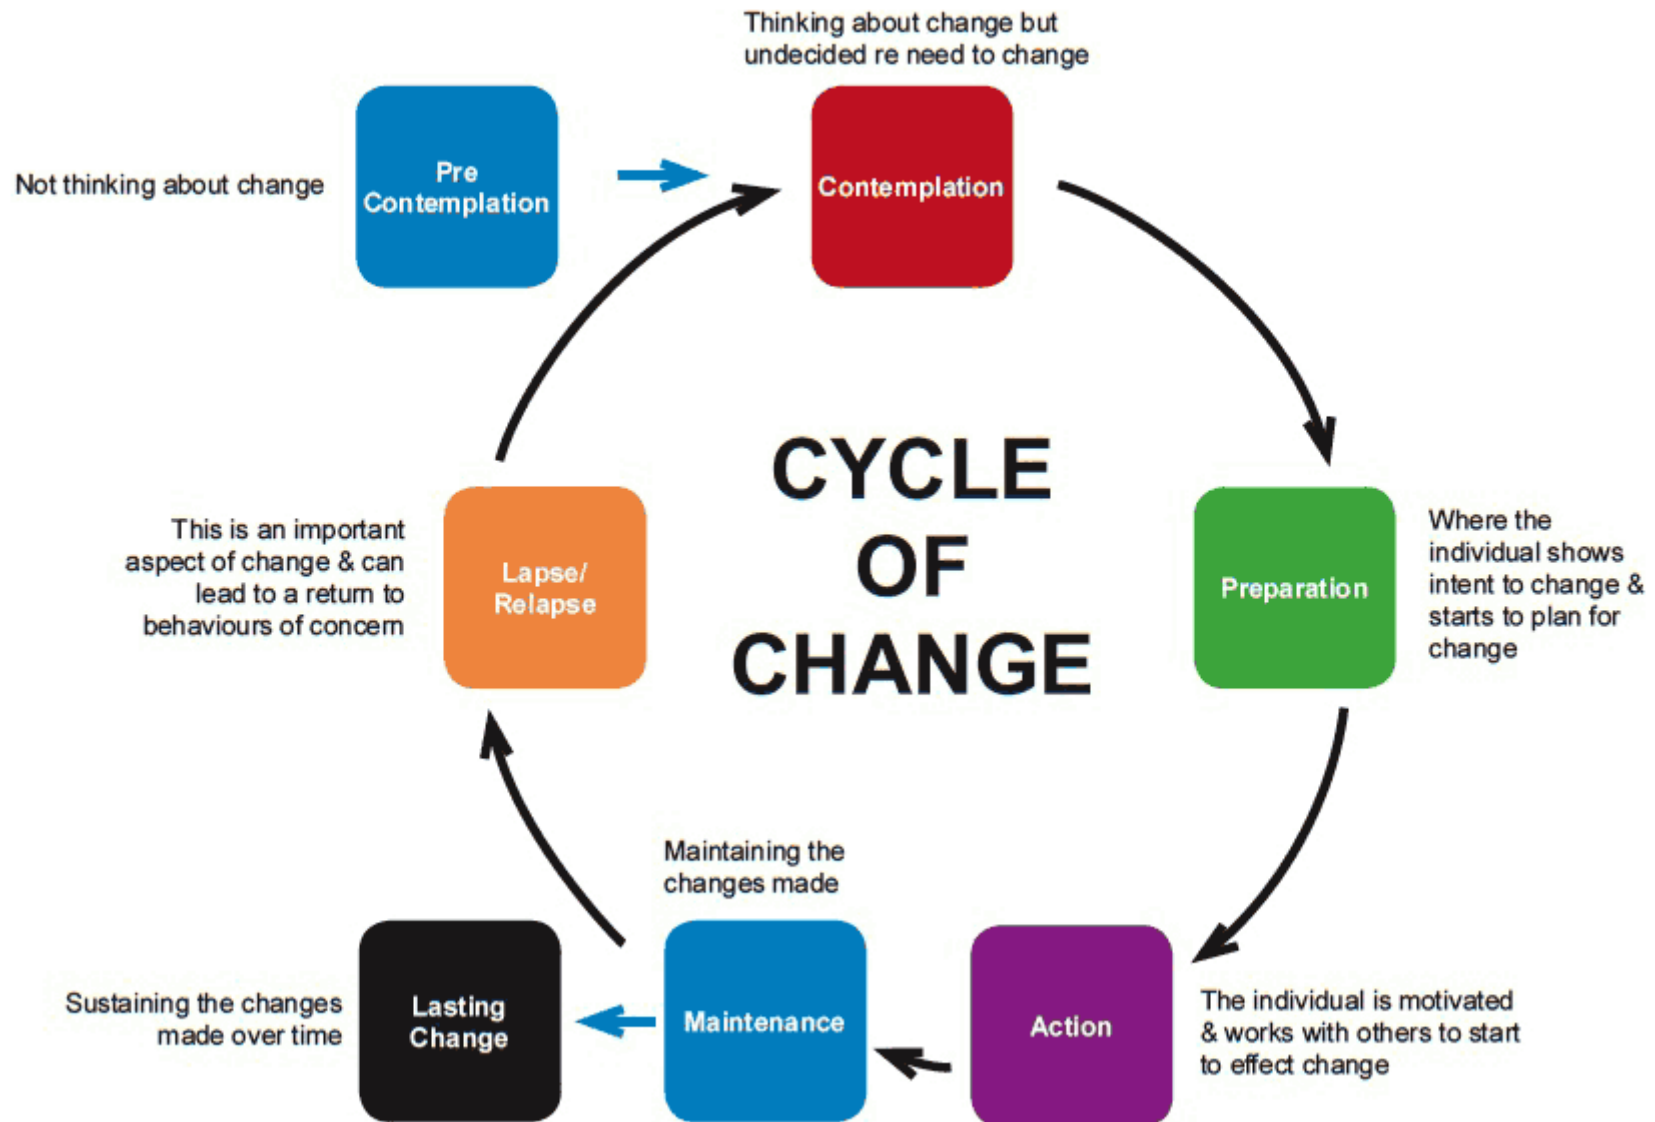 Thinking about change but
undecided re need to change
Not thinking about change
Pre
Contemplation
Contemplation
CYCLE
OF
CHANGE
This is an important
aspect of change & can
lead to a return to
behaviours of concern
Lapse/
Relapse
Preparation
Where the
individual shows
intent to change &
starts to plan for
change
Maintaining the
changes made
Sustaining the changes
made over time
Lasting
Change
Maintenance
Action
The individual is motivated
& works with others to start
to effect change